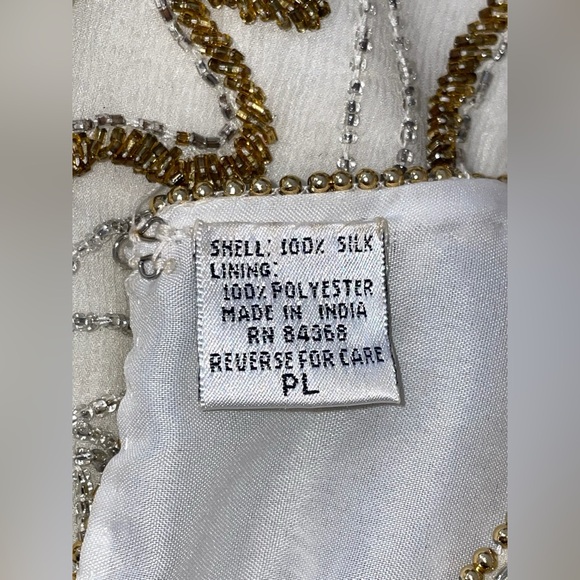 SHELL: 100% SILK
LINING:
100% POLYESTER
MADE IN INDIA
RN 84368
REVERSE FOR CARE
PL